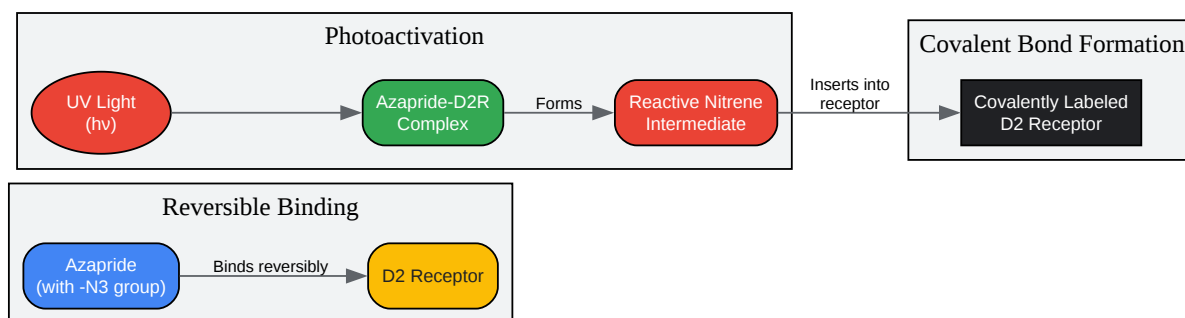 Photoactivation
UV Light
(hν)
Azapride-D2R
Complex
Forms
Reactive Nitrene
Intermediate
Inserts into
receptor
Covalent Bond Formation
Covalently Labeled
D2 Receptor
Reversible Binding
Azapride
(with -N3 group)
Binds reversibly
D2 Receptor